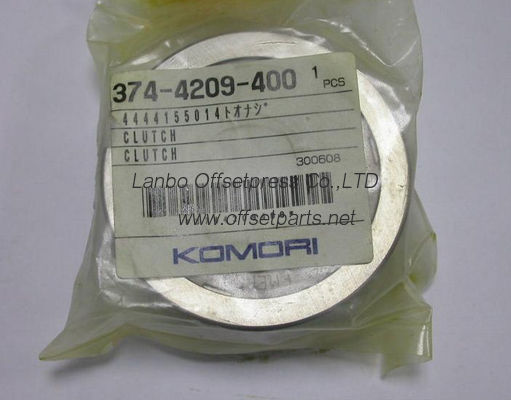 374-4209-400 1 PCS
4444155014トオナシﾞ
CLUTCH
CLUTCH
300608
Lanbo Offsetpress Co.,LTD
www.offsetparts.net
KOMORI